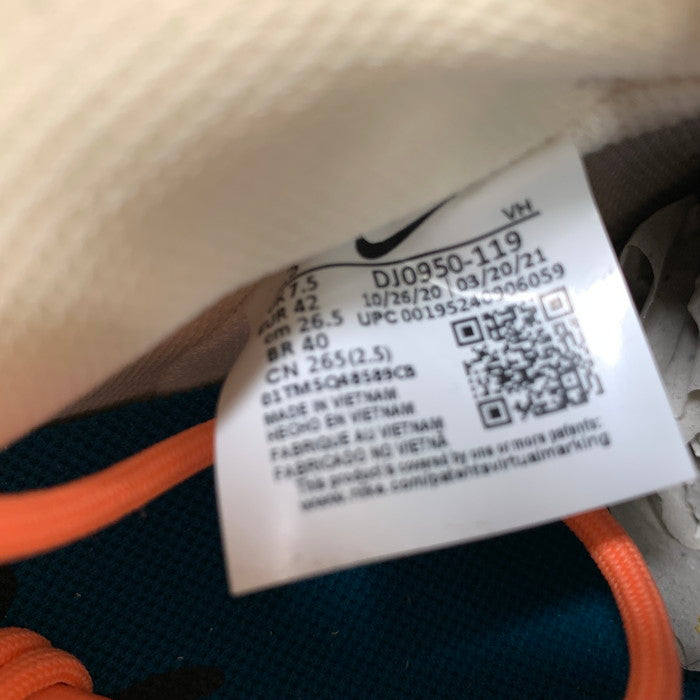 VH
DJ0950-119
7.5
10/26/20 03/20/21
EUR 42
UPC 00195240906059
cm 26.5
BR 40
CN 265(2.5)
MADE IN VIETNAM
HECHO EN VIETNAM
FABRIQUE AU VIETNAM
FABRICADO NO VIETNÃ
This product is covered by one or more patents:
www.nike.com/patentsvirtualmarking